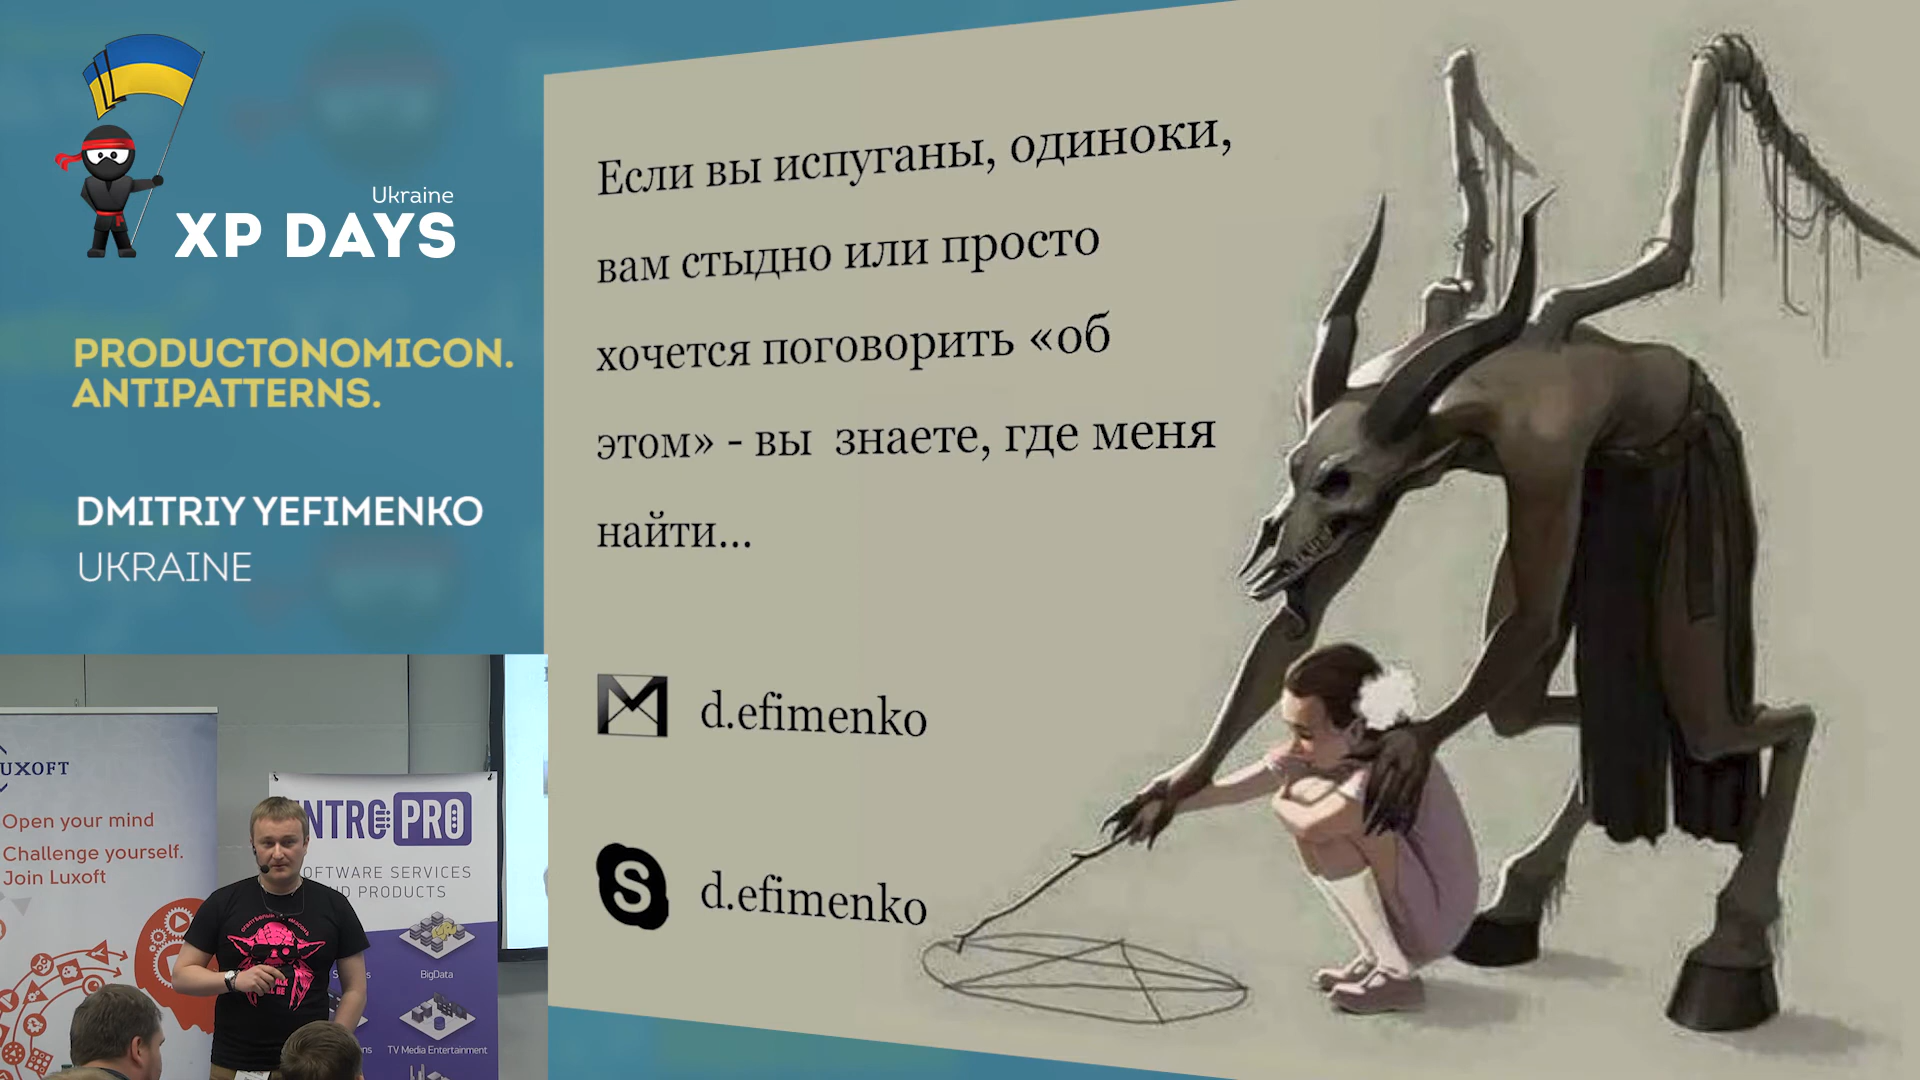 Ukraine
XP DAYS
PRODUCTONOMICON.
ANTIPATTERNS.
DMITRIY YEFIMENKO
UKRAINE
Если вы испуганы, одиноки,
вам стыдно или просто
хочется поговорить «об
этом» - вы знаете, где меня
найти...
d.efimenko
S d.efimenko
UXOFT
Open your mind
Challenge yourself.
Join Luxoft
NTRO PRO
OFTWARE SERVICES
ND PRODUCTS
BigData
TV Media Entertainment